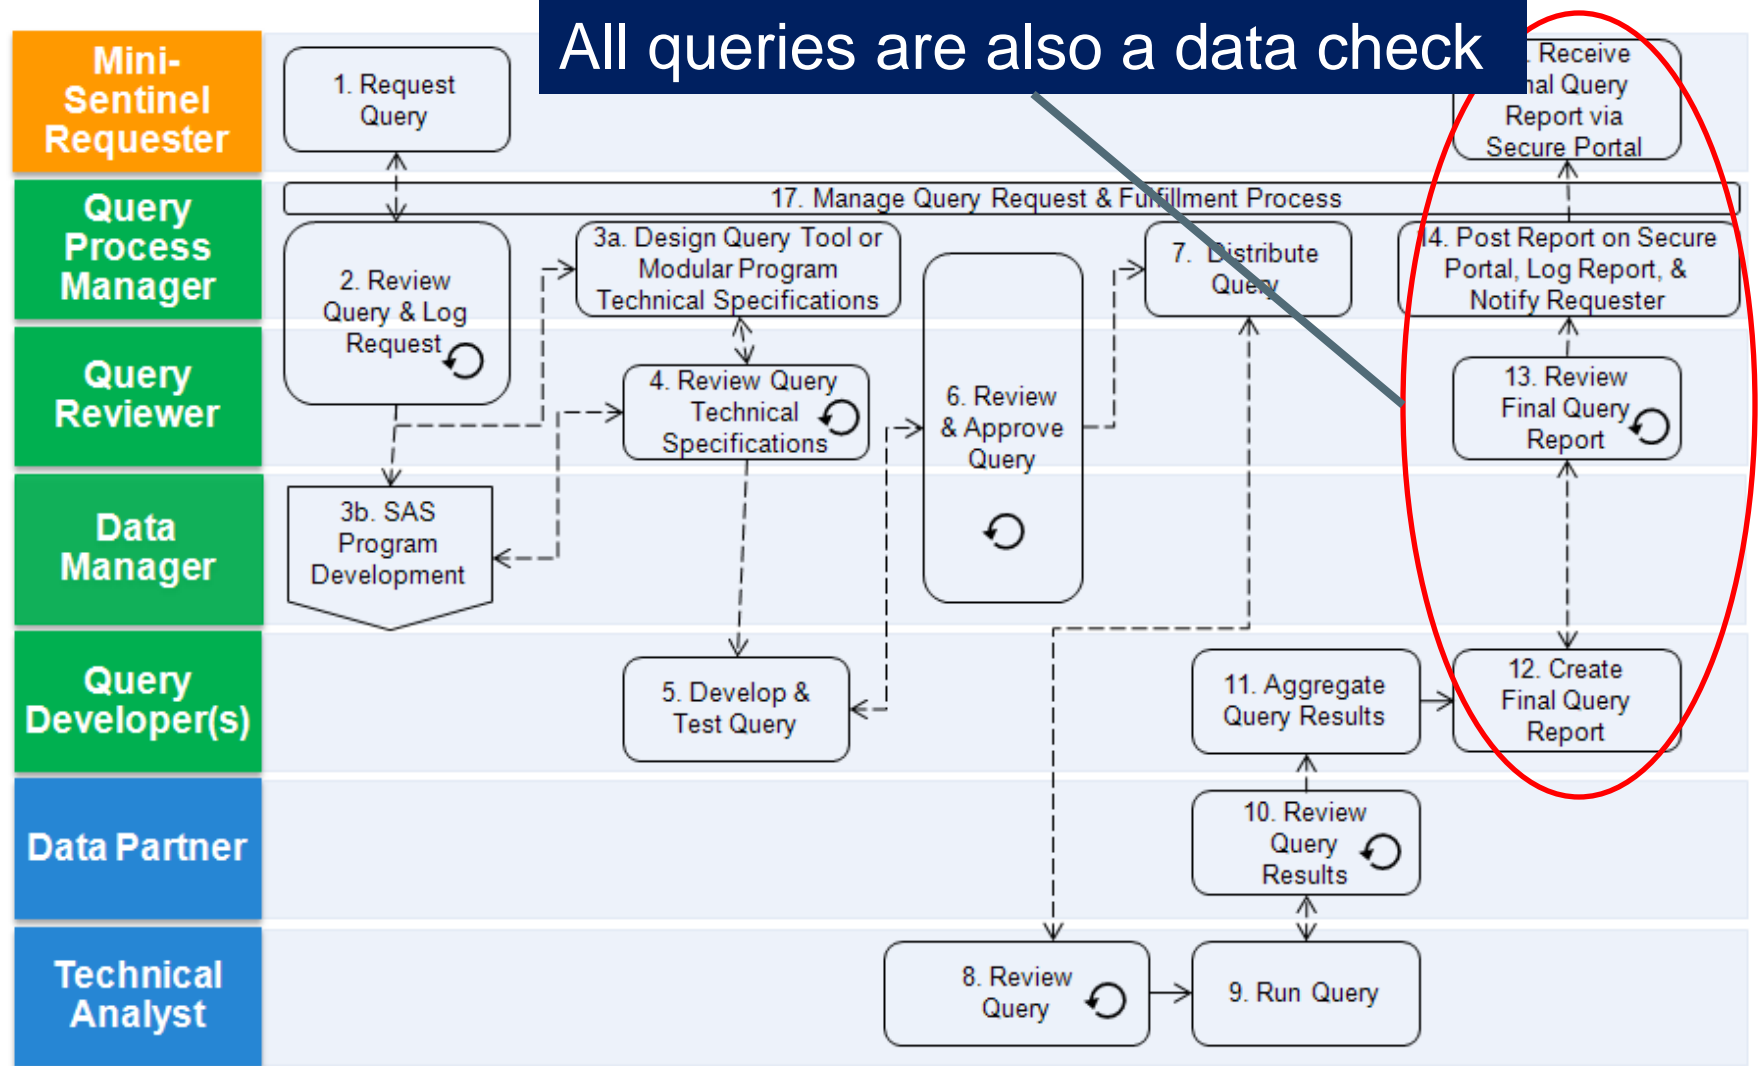 All queries are also a data check
Mini-
Sentinel
Requester
1. Request
Query
Receive
Query
Report via
Secure Portal
Query
Process
Manager
17. Manage Query Request & Fulfillment Process
2. Review
Query & Log
Request
3a. Design Query Tool or
Modular Program
Technical Specifications
7. Distribute
Query
14. Post Report on Secure
Portal, Log Report, &
Notify Requester
Query
Reviewer
4. Review Query
Technical
Specifications
6. Review
& Approve
Query
13. Review
Final Query
Report
Data
Manager
3b. SAS
Program
Development
Query
Developer(s)
5. Develop &
Test Query
11. Aggregate
Query Results
12. Create
Final Query
Report
Data Partner
10. Review
Query
Results
Technical
Analyst
8. Review
Query
9. Run Query